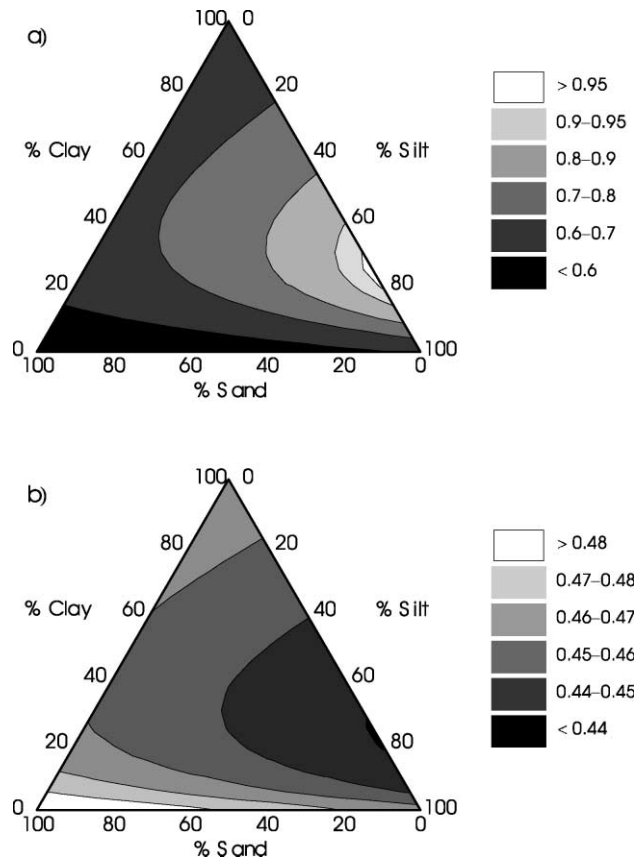 a)
100 0
80 20
% Clay 60 40 % Silt
40 60
20 80
0 100
100 80 60 40 20 0
% Sand
> 0.95
0.9–0.95
0.8–0.9
0.7–0.8
0.6–0.7
< 0.6
b)
100 0
80 20
% Clay 60 40 % Silt
40 60
20 80
0 100
100 80 60 40 20 0
% Sand
> 0.48
0.47–0.48
0.46–0.47
0.45–0.46
0.44–0.45
< 0.44